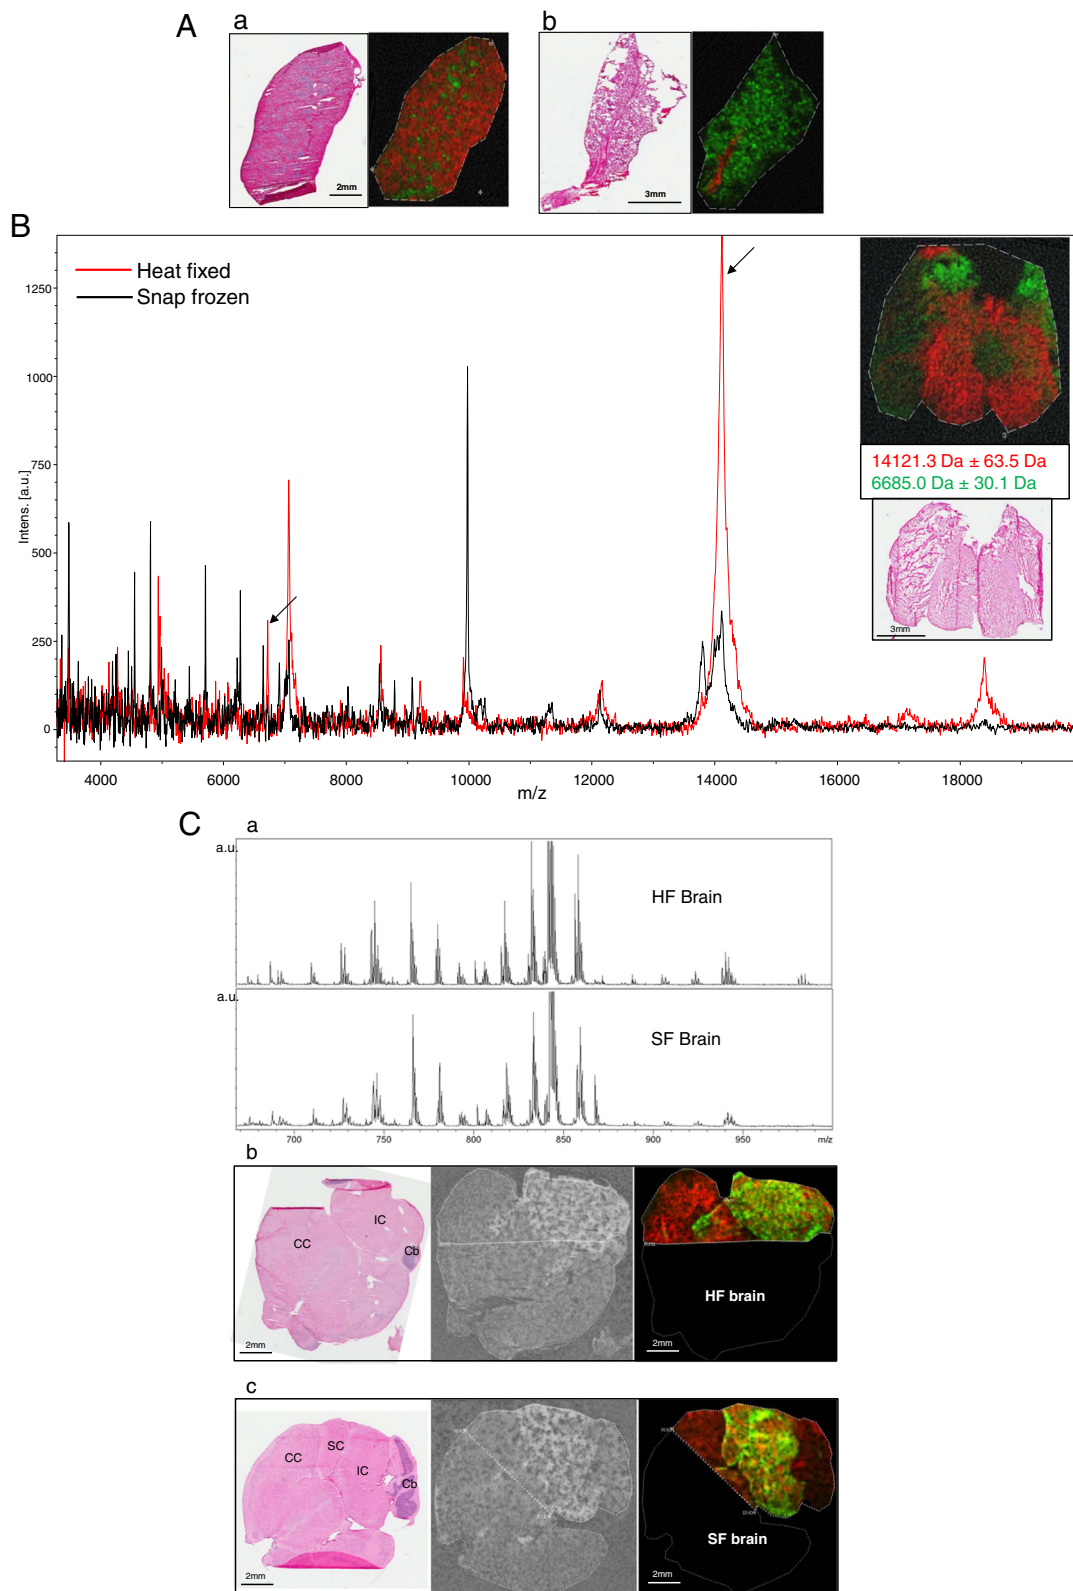 A
a
b
2mm
3mm
B
Heat fixed
Snap frozen
1250
1000
750
500
250
0
Intens. [a.u.]
14121.3 Da ± 63.5 Da
6685.0 Da ± 30.1 Da
3mm
4000 6000 8000 10000 12000 14000 16000 18000
m/z
C
a
a.u.
HF Brain
a.u.
SF Brain
700 750 800 850 900 950 m/z
b
IC
CC
Cb
2mm
HF brain
2mm
c
SC
CC
IC
Cb
2mm
SF brain
2mm